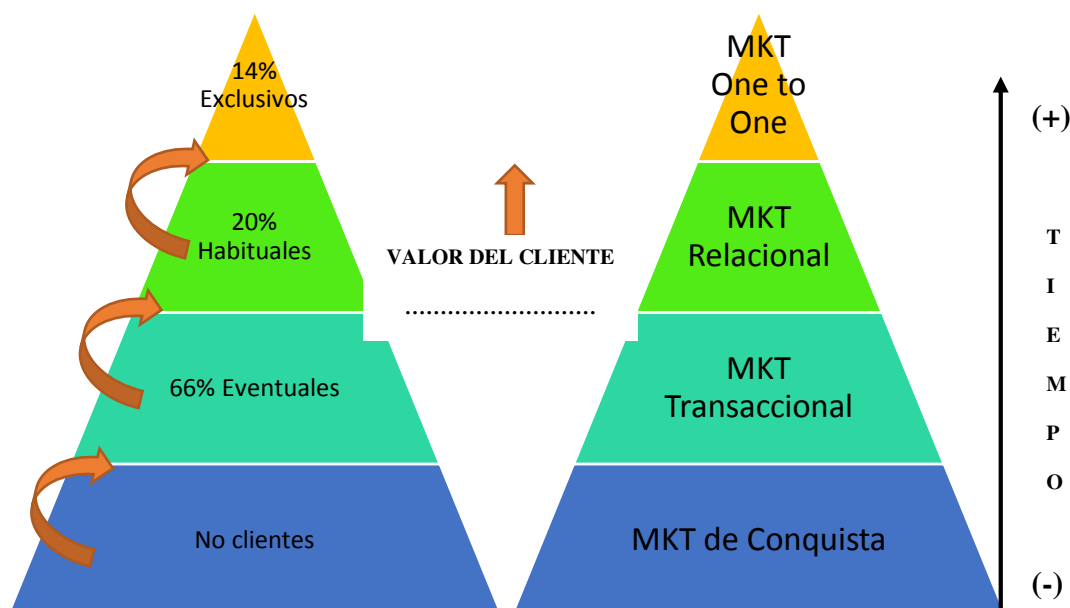 14%
Exclusivos
20%
Habituales
66% Eventuales
No clientes
VALOR DEL CLIENTE
............................
MKT
One to
One
MKT
Relacional
MKT
Transaccional
MKT de Conquista
(+)
T
I
E
M
P
O
(-)